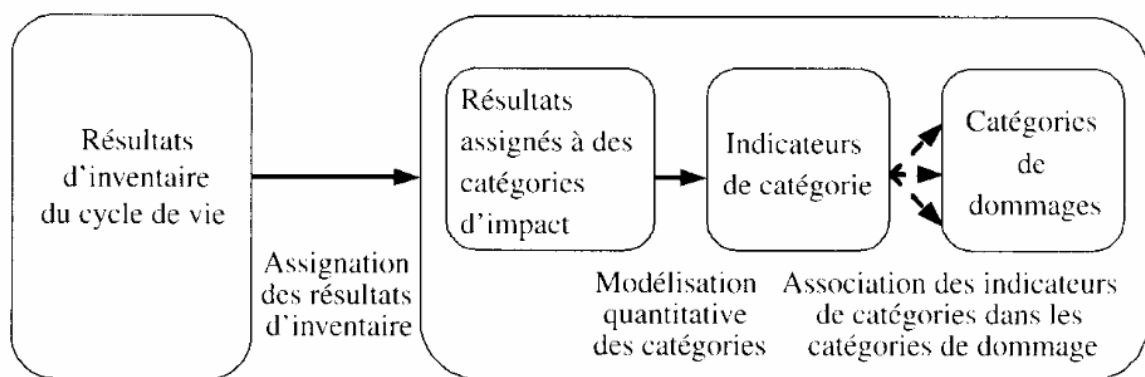 Résultats
d'inventaire
du cycle de vie
Assignation
des résultats
d'inventaire
Résultats
assignés à des
catégories
d'impact
Modélisation
quantitative
des catégories
Indicateurs
de catégorie
Association des indicateurs
de catégories dans les
catégories de dommage
Catégories
de
dommages